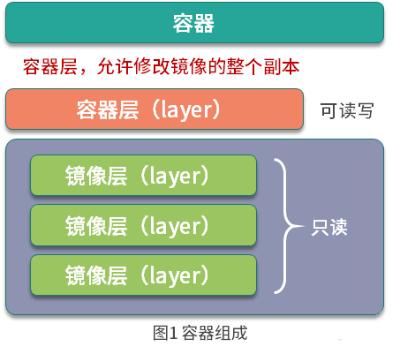 容器
容器层，允许修改镜像的整个副本
容器层（layer） 可读写
镜像层（layer）
镜像层（layer） 只读
镜像层（layer）
图1 容器组成